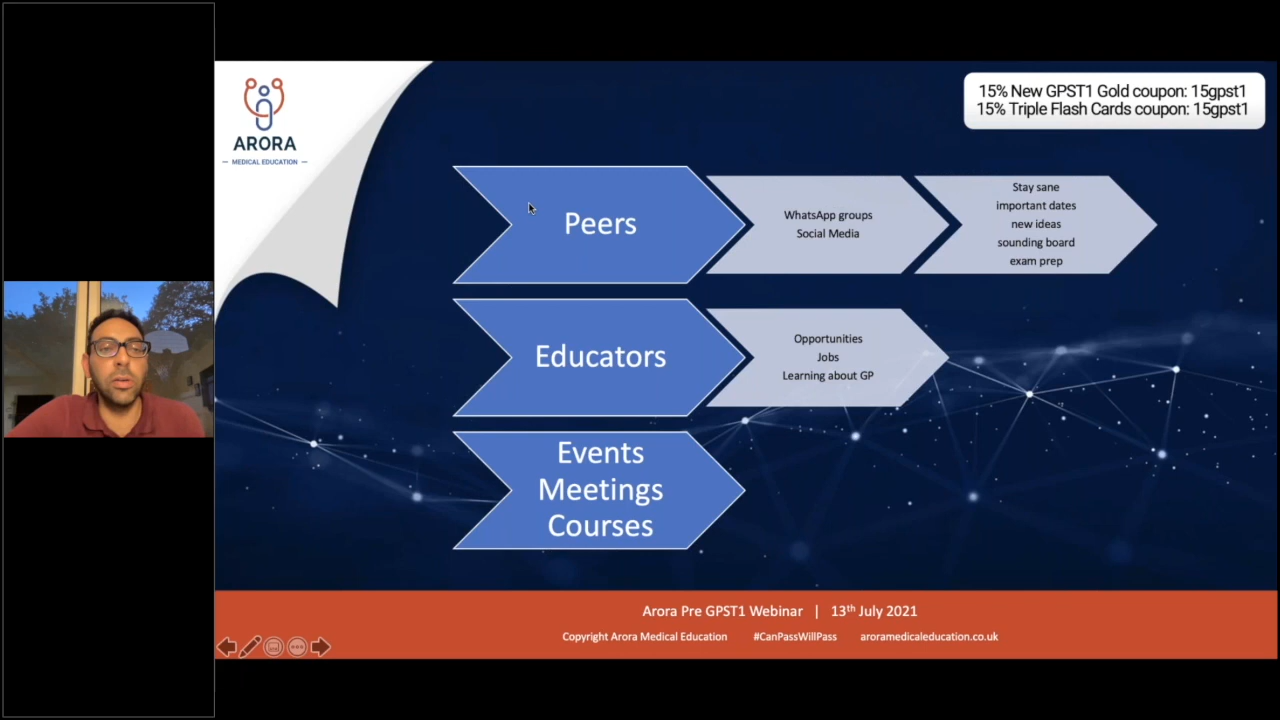 ARORA
MEDICAL EDUCATION
15% New GPST1 Gold coupon: 15gpst1
15% Triple Flash Cards coupon: 15gpst1
Peers
WhatsApp groups
Social Media
Stay sane
important dates
new ideas
sounding board
exam prep
Educators
Opportunities
Jobs
Learning about GP
Events
Meetings
Courses
Arora Pre GPST1 Webinar | 13th July 2021
Copyright Arora Medical Education #CanPassWillPass aroramedicaleducation.co.uk